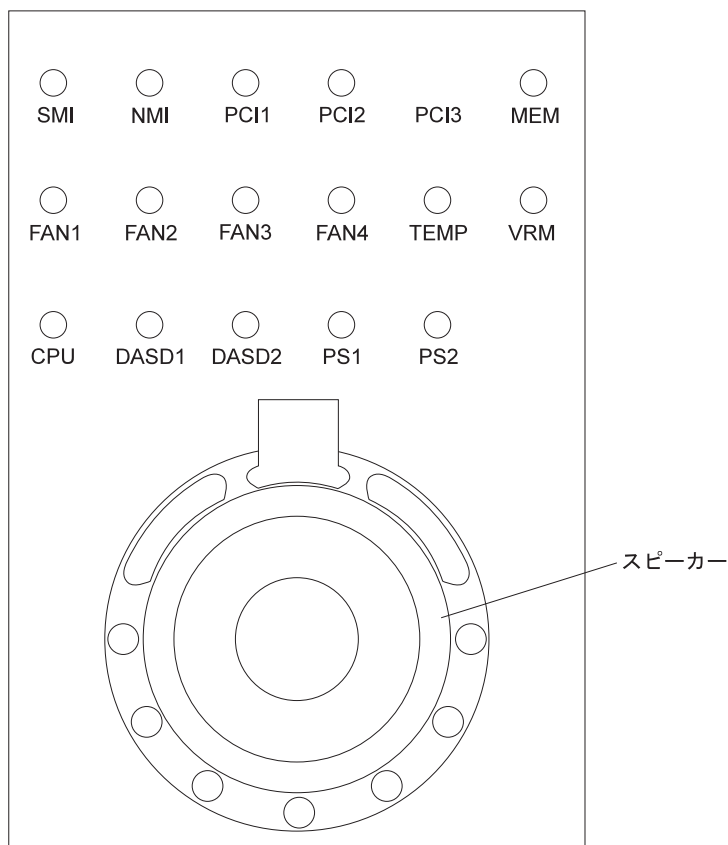 SMI NMI PCI1 PCI2 PCI3 MEM
FAN1 FAN2 FAN3 FAN4 TEMP VRM
CPU DASD1 DASD2 PS1 PS2
スピーカー